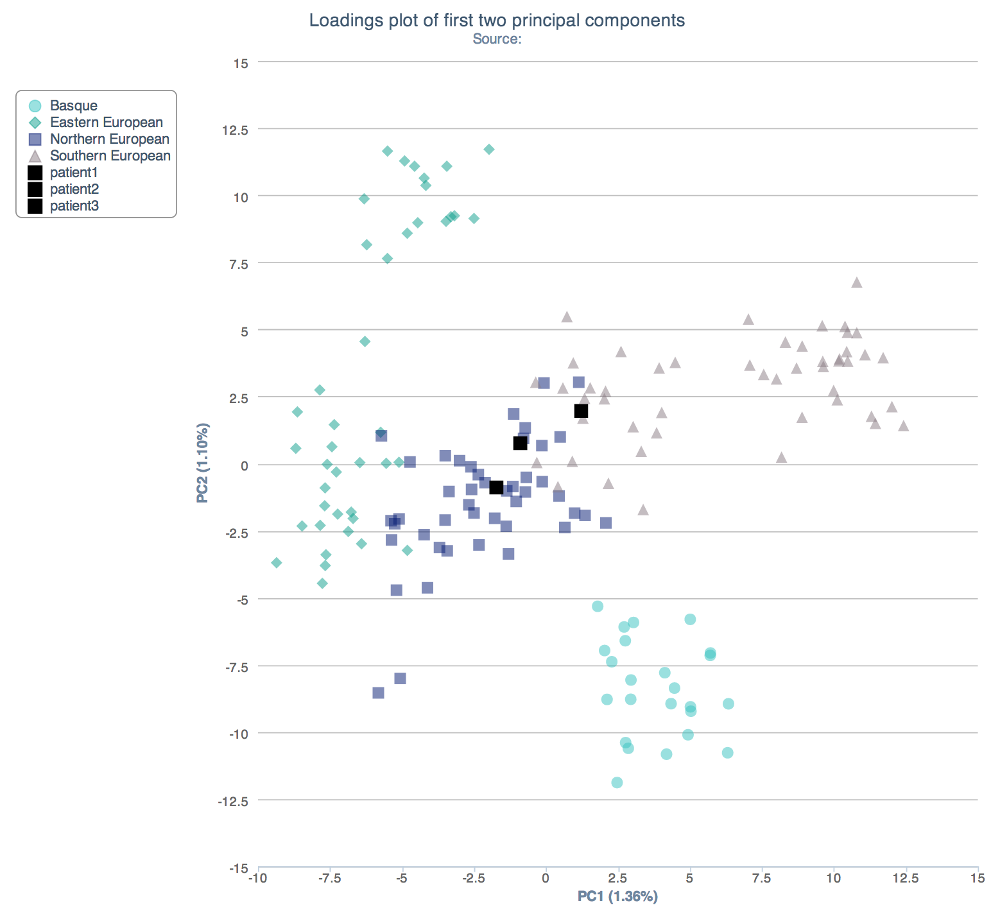 Loadings plot of first two principal components
Source:
Basque
Eastern European
Northern European
Southern European
patient1
patient2
patient3
15
12.5
10
7.5
5
2.5
0
-2.5
-5
-7.5
-10
-12.5
-15
PC2 (1.10%)
-10 -7.5 -5 -2.5 0 2.5 5 7.5 10 12.5 15
PC1 (1.36%)